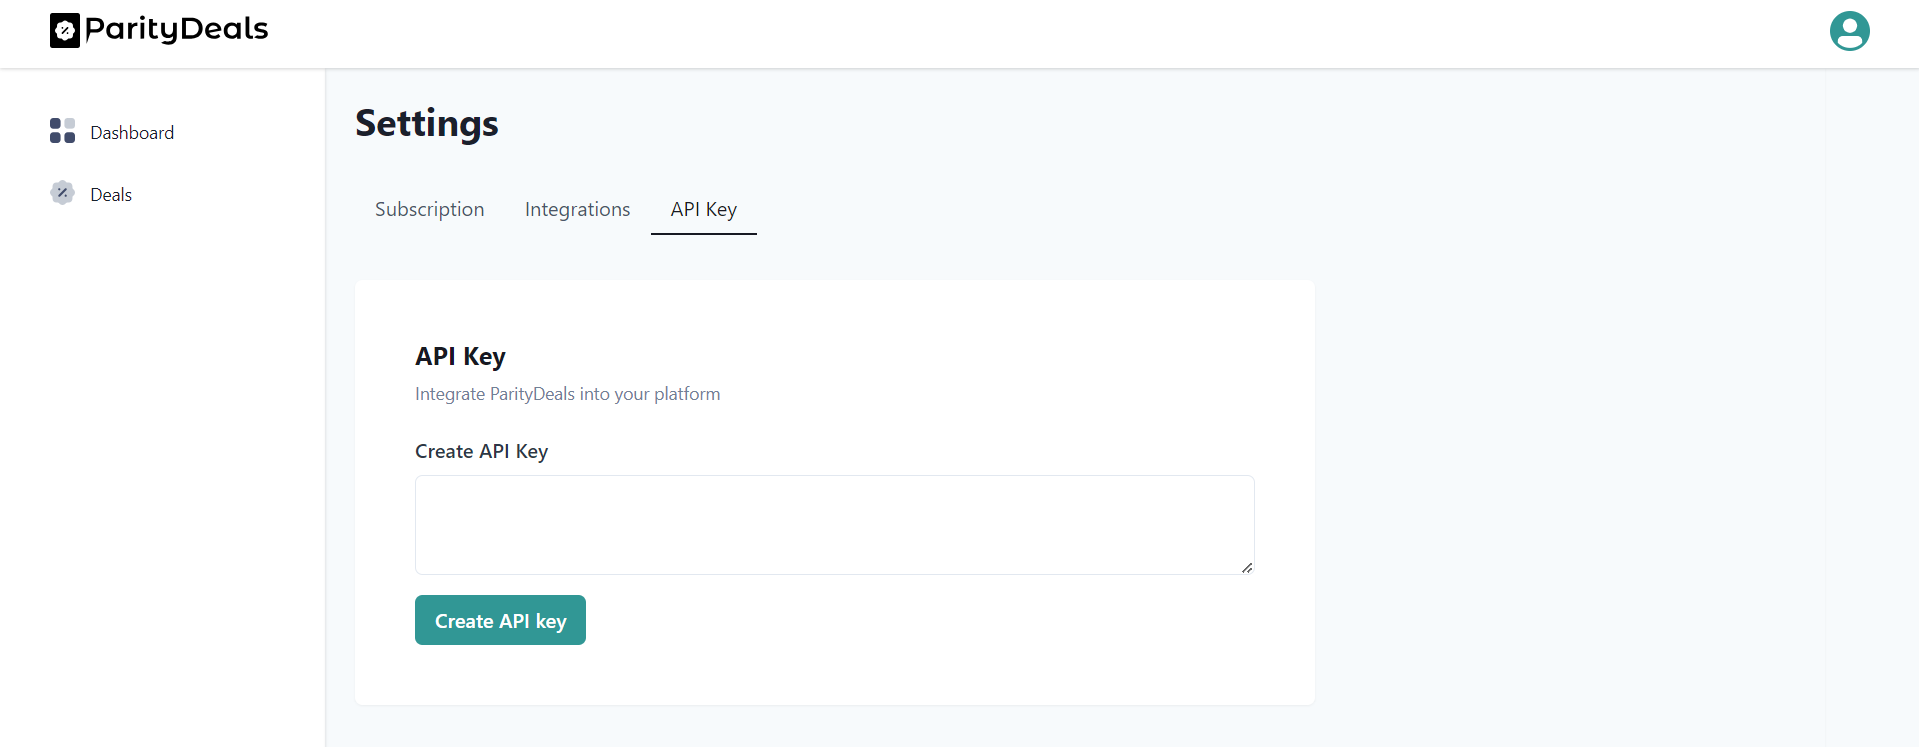 ParityDeals
Dashboard
Deals
Settings
Subscription Integrations API Key
API Key
Integrate ParityDeals into your platform
Create API Key
Create API key